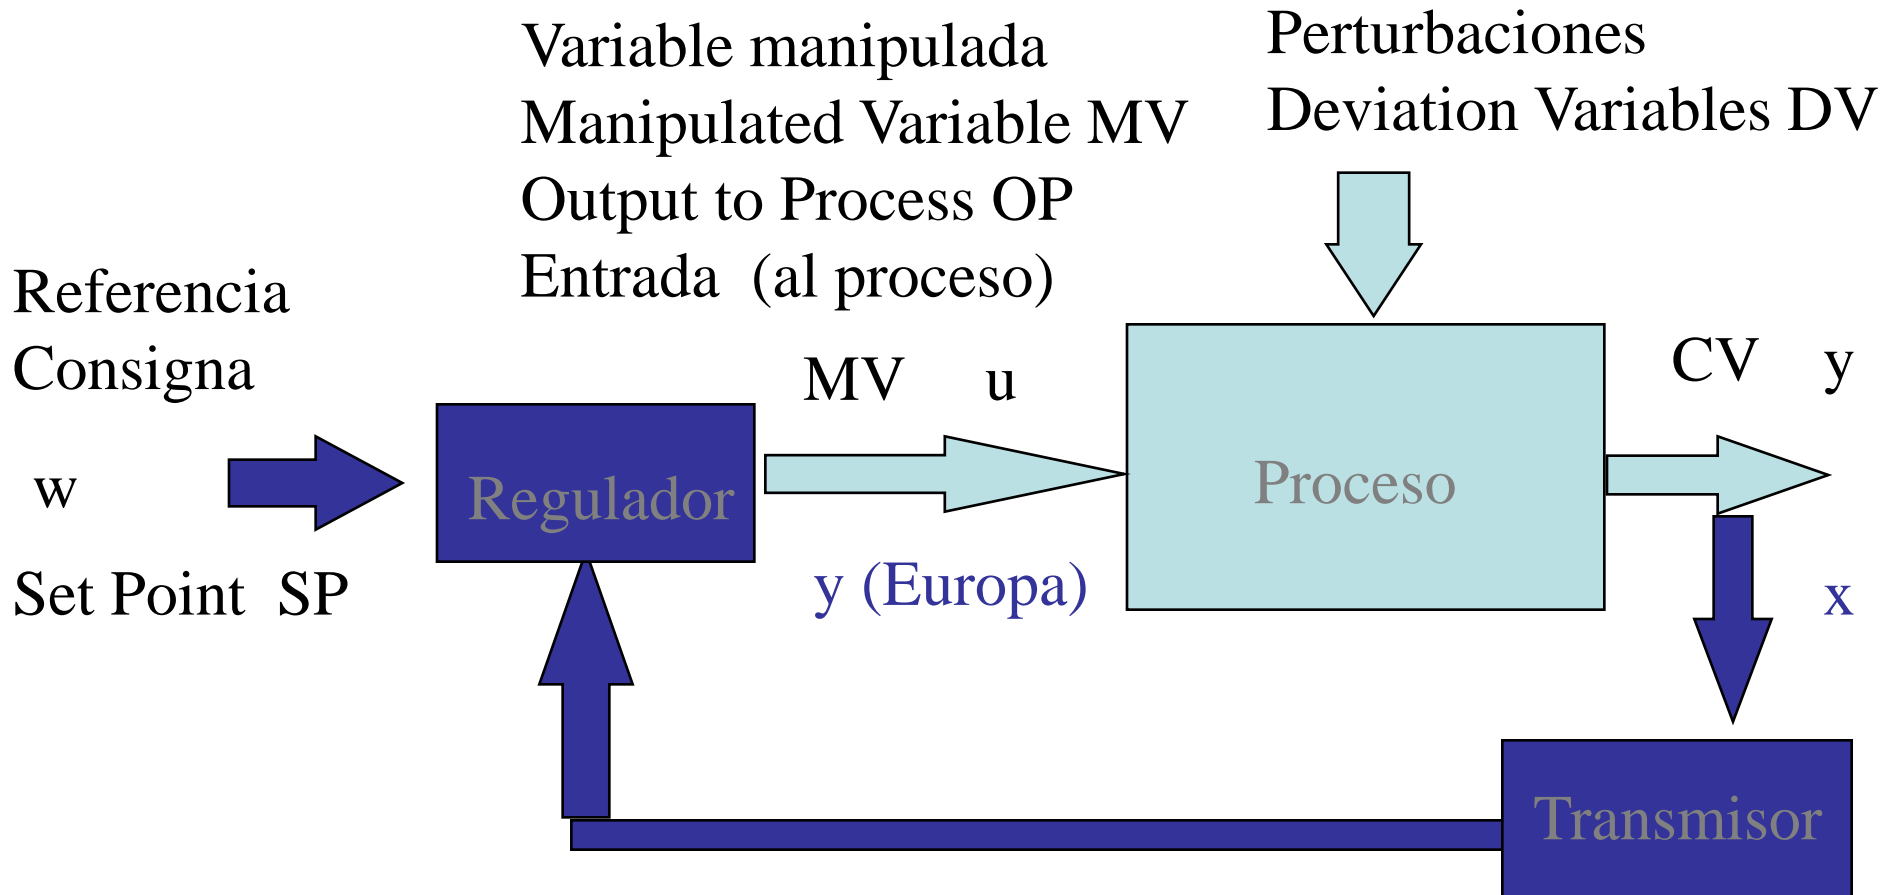 Variable manipulada
Manipulated Variable MV
Output to Process OP
Entrada (al proceso)
Perturbaciones
Deviation Variables DV
Referencia
Consigna
w
Set Point SP
Regulador
MV u
y (Europa)
Proceso
CV y
x
Transmisor